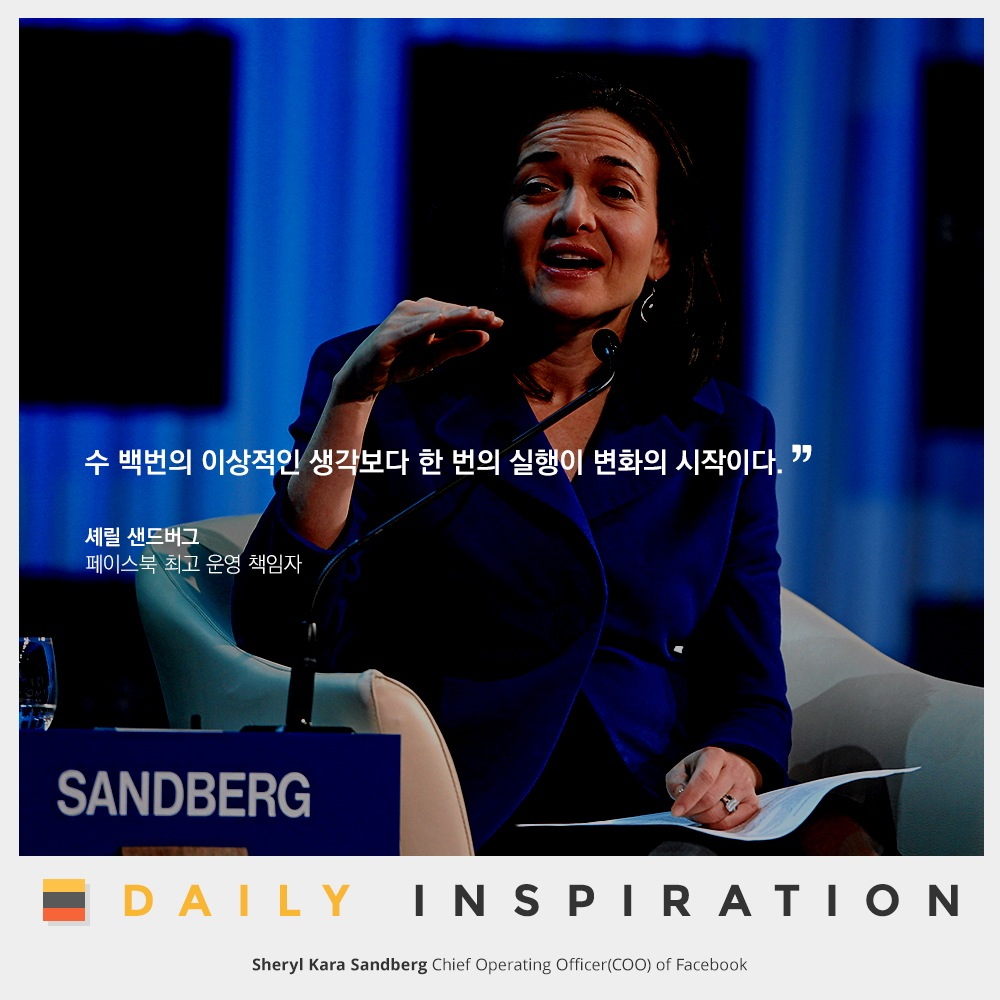 수 백번의 이상적인 생각보다 한 번의 실행이 변화의 시작이다.”
셰릴 샌드버그
페이스북 최고 운영 책임자
SANDBERG
DAILY INSPIRATION
Sheryl Kara Sandberg Chief Operating Officer(COO) of Facebook